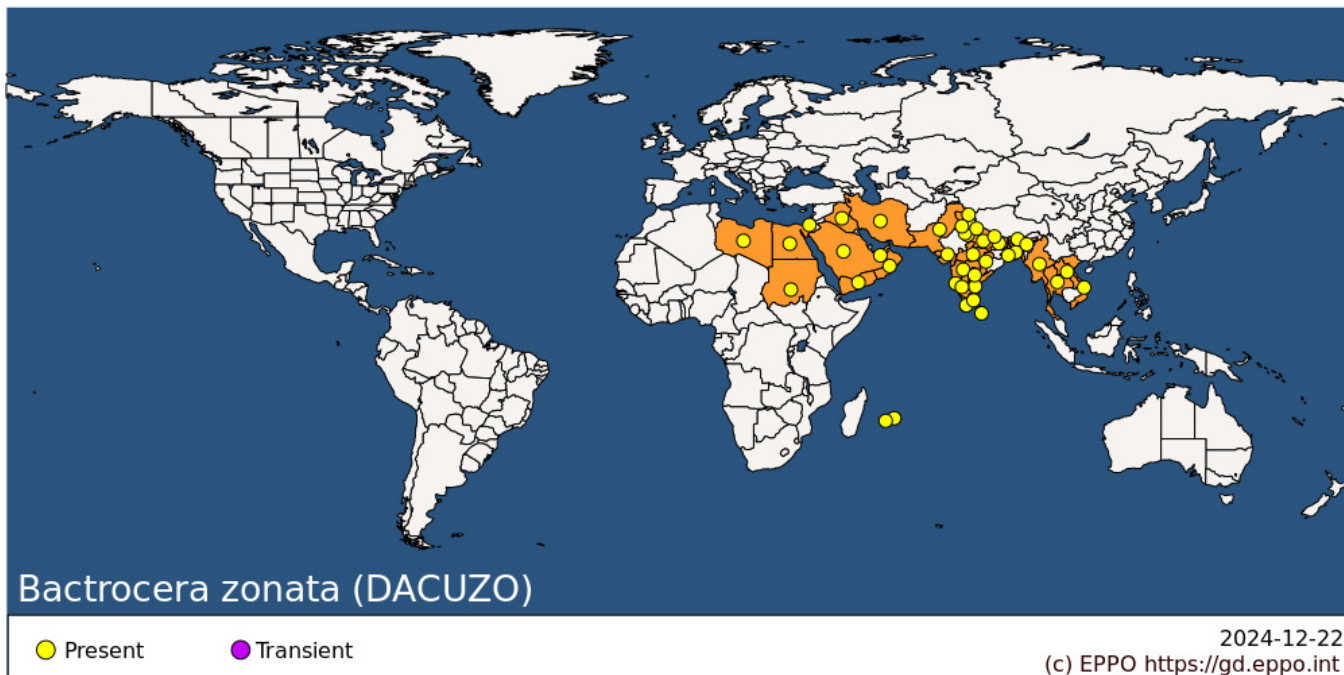 Bactrocera zonata (DACUZO)
Present
Transient
2024-12-22
(c) EPPO https://gd.eppo.int